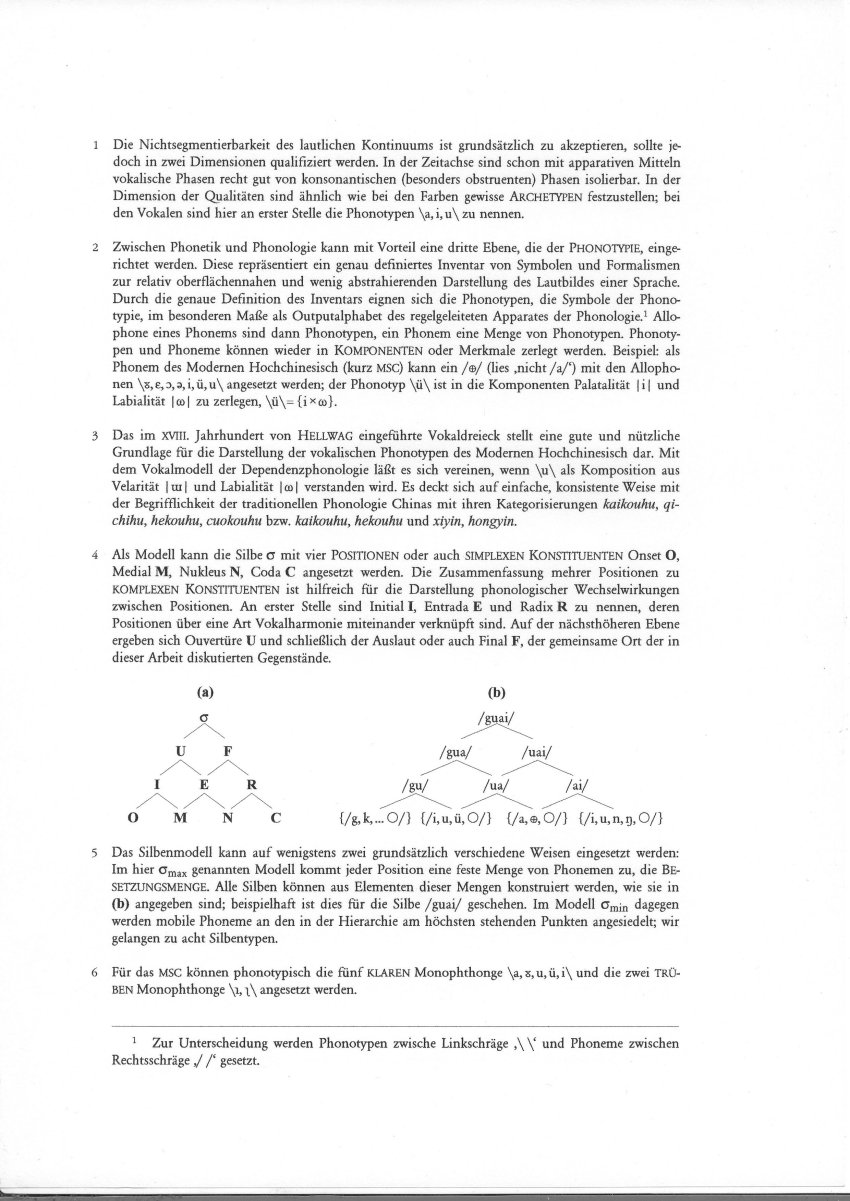 1 Die Nichtsegmentierbarkeit des lautlichen Kontinuums ist grundsätzlich zu akzeptieren, sollte je-
doch in zwei Dimensionen qualifiziert werden. In der Zeitachse sind schon mit apparativen Mitteln
vokalische Phasen recht gut von konsonantischen (besonders obstruenten) Phasen isolierbar. In der
Dimension der Qualitäten sind ähnlich wie bei den Farben gewisse ARCHETYPEN festzustellen; bei
den Vokalen sind hier an erster Stelle die Phonotypen \a, i, u\ zu nennen.
2 Zwischen Phonetik und Phonologie kann mit Vorteil eine dritte Ebene, die der PHONOTYPIE, einge-
richtet werden. Diese repräsentiert ein genau definiertes Inventar von Symbolen und Formalismen
zur relativ oberflächennahen und wenig abstrahierenden Darstellung des Lautbildes einer Sprache.
Durch die genaue Definition des Inventars eignen sich die Phonotypen, die Symbole der Phono-
typie, im besonderen Maße als Outputalphabet des regelgeleiteten Apparates der Phonologie.¹ Allo-
phone eines Phonems sind dann Phonotypen, ein Phonem eine Menge von Phonotypen. Phonoty-
pen und Phoneme können wieder in KOMPONENTEN oder Merkmale zerlegt werden. Beispiel: als
Phonem des Modernen Hochchinesisch (kurz MSC) kann ein /⊕/ (lies ‚nicht /a/‘) mit den Allopho-
nen \ɤ, ɛ, ɔ, ə, i, ü, u\ angesetzt werden; der Phonotyp \ü\ ist in die Komponenten Palatalität |i| und
Labialität |ω| zu zerlegen, \ü\= {i × ω}.
3 Das im XVIII. Jahrhundert von HELLWAG eingeführte Vokaldreieck stellt eine gute und nützliche
Grundlage für die Darstellung der vokalischen Phonotypen des Modernen Hochchinesisch dar. Mit
dem Vokalmodell der Dependenzphonologie läßt es sich vereinen, wenn \u\ als Komposition aus
Velarität |ɯ| und Labialität |ω| verstanden wird. Es deckt sich auf einfache, konsistente Weise mit
der Begrifflichkeit der traditionellen Phonologie Chinas mit ihren Kategorisierungen kaikouhu, qi-
chihu, hekouhu, cuokouhu bzw. kaikouhu, hekouhu und xiyin, hongyin.
4 Als Modell kann die Silbe σ mit vier POSITIONEN oder auch SIMPLEXEN KONSTITUENTEN Onset O,
Medial M, Nukleus N, Coda C angesetzt werden. Die Zusammenfassung mehrer Positionen zu
KOMPLEXEN KONSTITUENTEN ist hilfreich für die Darstellung phonologischer Wechselwirkungen
zwischen Positionen. An erster Stelle sind Initial I, Entrada E und Radix R zu nennen, deren
Positionen über eine Art Vokalharmonie miteinander verknüpft sind. Auf der nächsthöheren Ebene
ergeben sich Ouvertüre U und schließlich der Auslaut oder auch Final F, der gemeinsame Ort der in
dieser Arbeit diskutierten Gegenstände.
(a) (b)
σ /guai/
U F /gua/ /uai/
I E R /gu/ /ua/ /ai/
O M N C {/g, k, ... ○/} {/i, u, ü, ○/} {/a, ⊕, ○/} {/i, u, n, ŋ, ○/}
5 Das Silbenmodell kann auf wenigstens zwei grundsätzlich verschiedene Weisen eingesetzt werden:
Im hier σmax genannten Modell kommt jeder Position eine feste Menge von Phonemen zu, die BE-
SETZUNGSMENGE. Alle Silben können aus Elementen dieser Mengen konstruiert werden, wie sie in
(b) angegeben sind; beispielhaft ist dies für die Silbe /guai/ geschehen. Im Modell σmin dagegen
werden mobile Phoneme an den in der Hierarchie am höchsten stehenden Punkten angesiedelt; wir
gelangen zu acht Silbentypen.
6 Für das MSC können phonotypisch die fünf KLAREN Monophthonge \a, ɤ, u, ü, i\ und die zwei TRÜ-
BEN Monophthonge \ɿ, ʅ\ angesetzt werden.
¹ Zur Unterscheidung werden Phonotypen zwische Linkschräge ‚\ \‘ und Phoneme zwischen
Rechtsschräge ‚/ /‘ gesetzt.